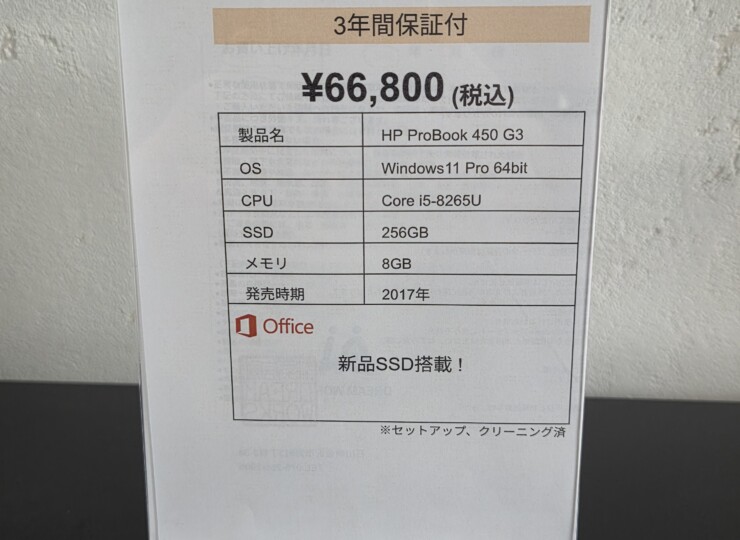 3年間保証付
¥66,800 (税込)
製品名 HP ProBook 450 G3
OS Windows11 Pro 64bit
CPU Core i5-8265U
SSD 256GB
メモリ 8GB
発売時期 2017年
Office
新品SSD搭載！
※セットアップ、クリーニング済